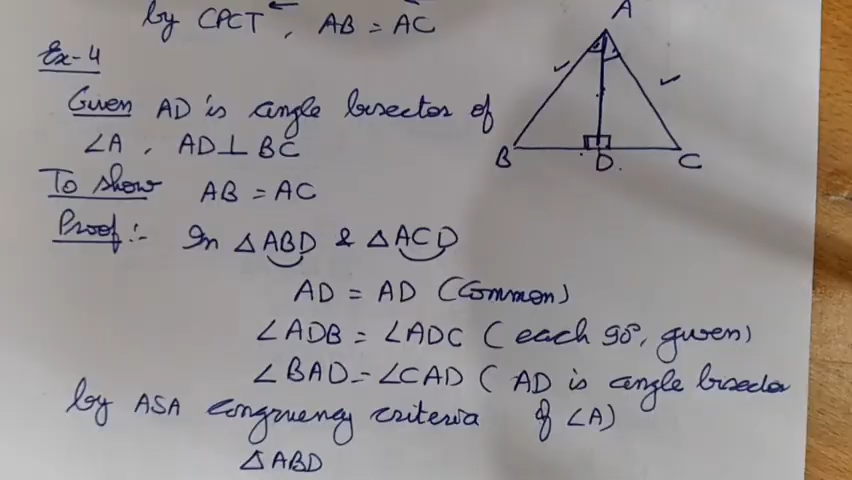 by CPCT, AB = AC
Ex-4
Given AD is angle bisector of
∠A, AD⊥BC
To show AB = AC
Proof:- In △ABD & △ACD
AD = AD (Common)
∠ADB = ∠ADC (each 90°, given)
∠BAD = ∠CAD (AD is angle bisector
of ∠A)
by ASA congruency criteria
△ABD
A
B
D
C